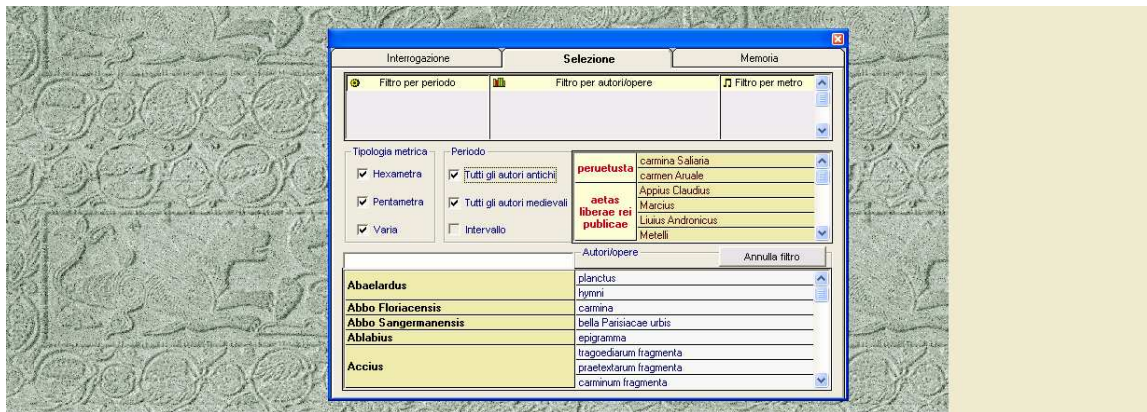 Interrogazione
Selezione
Memoria
Filtro per periodo
Filtro per autori/opere
Filtro per metro
Tipologia metrica
Hexametra
Pentametra
Varia
Periodo
Tutti gli autori antichi
Tutti gli autori medievali
Intervallo
peruetusta
carmina Saliaria
carmen Aruale
aetas
liberae rei
publicae
Appius Claudius
Marcius
Liuius Andronicus
Metelli
Autori/opere
Annulla filtro
Abaelardus
planctus
hymni
Abbo Floriacensis
carmina
Abbo Sangermanensis
bella Parisiacae urbis
Ablabius
epigramma
Accius
tragoediarum fragmenta
praetextarum fragmenta
carminum fragmenta